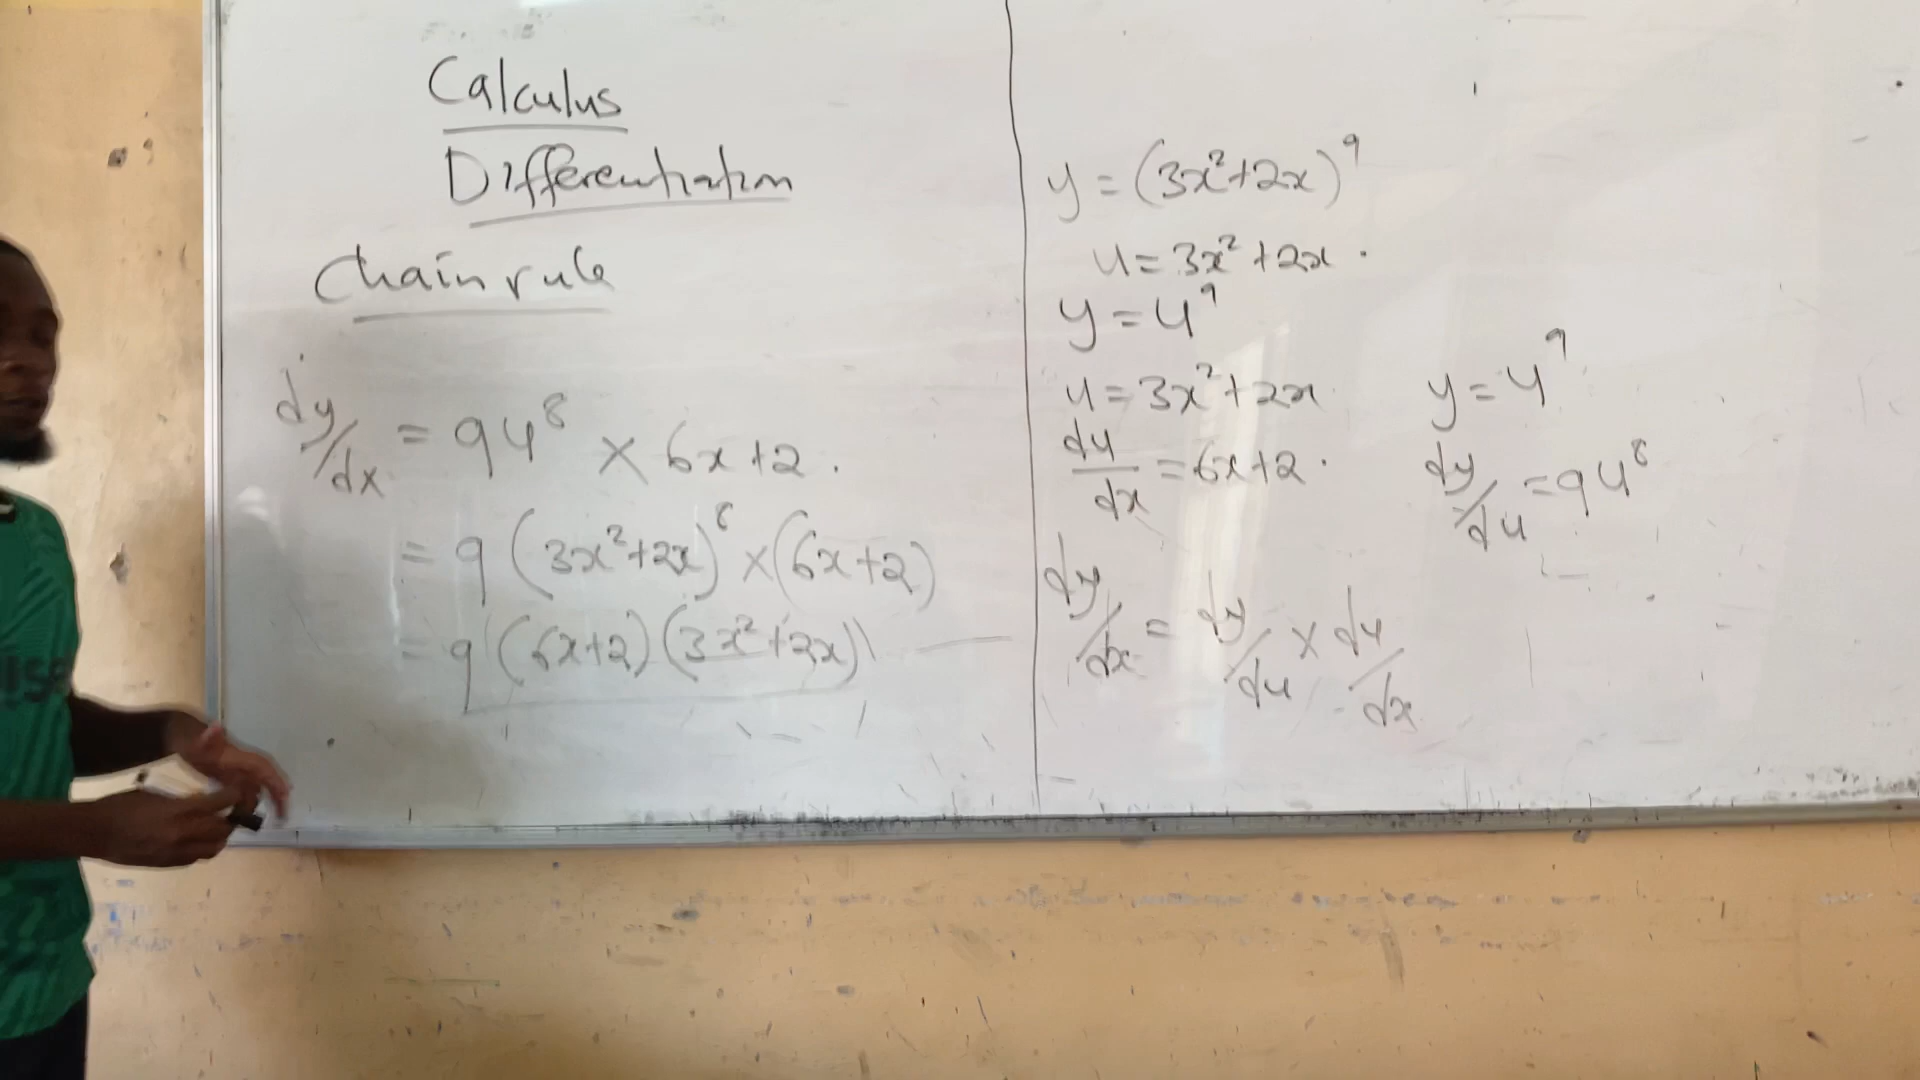 Calculus
Differentiation
Chain rule
dy/dx = 9u⁸ × 6x+2.
= 9(3x²+2x)⁸ × (6x+2)
= 9(6x+2)(3x²+2x)
y = (3x²+2x)⁹
u = 3x²+2x.
y = u⁹
u = 3x²+2x
du/dx = 6x+2.
y = u⁹
dy/du = 9u⁸
dy/dx = dy/du × du/dx